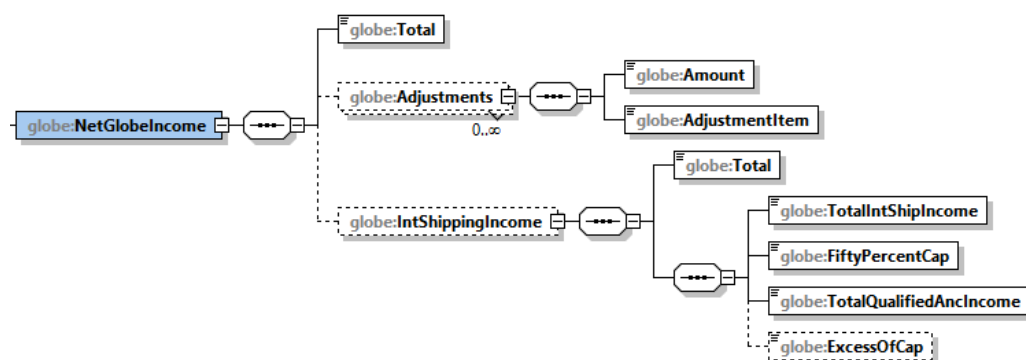 globe:Total
globe:Adjustments
globe:Amount
globe:NetGlobeIncome
globe:AdjustmentItem
0..∞
globe:Total
globe:IntShippingIncome
globe:TotalIntShipIncome
globe:FiftyPercentCap
globe:TotalQualifiedAncIncome
globe:ExcessOfCap